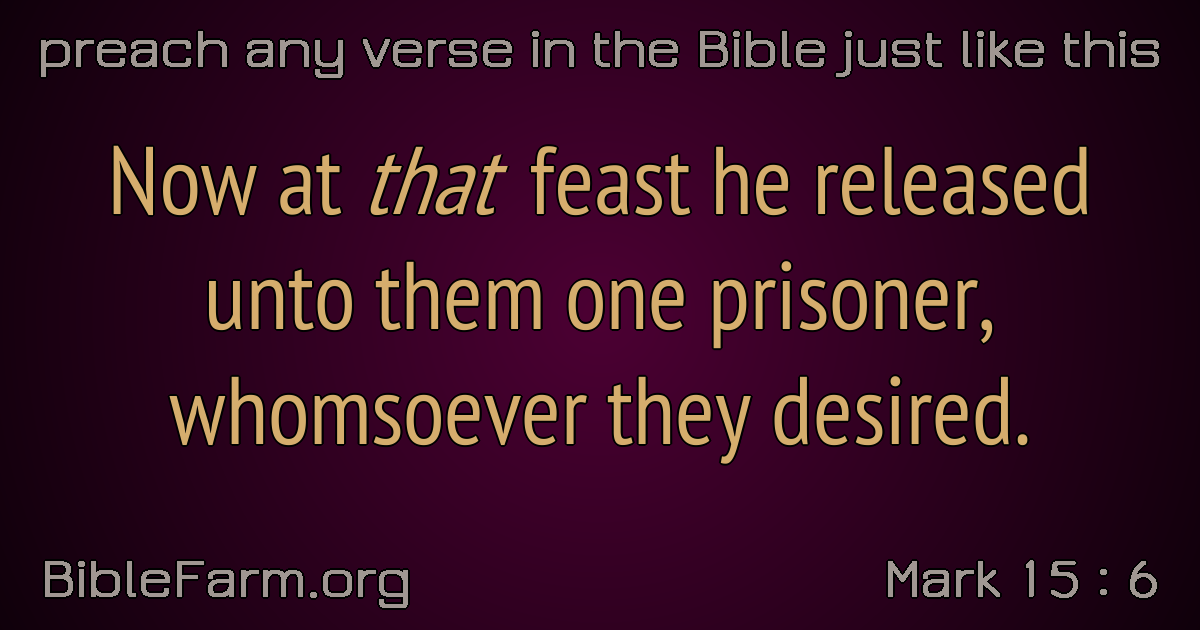 preach any verse in the Bible just like this
Now at that feast he released
unto them one prisoner,
whomsoever they desired.
BibleFarm.org
Mark 15 : 6